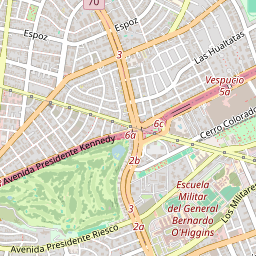 70
Espoz
Espoz
3
Las Hualtatas
Vespucio
5a
6c
6a
Cerro Colorado
Avenida Presidente Kennedy
2b
Escuela
Militar
del General
Bernardo
O'Higgins
Los Militares
3
2a
Avenida Presidente Riesco